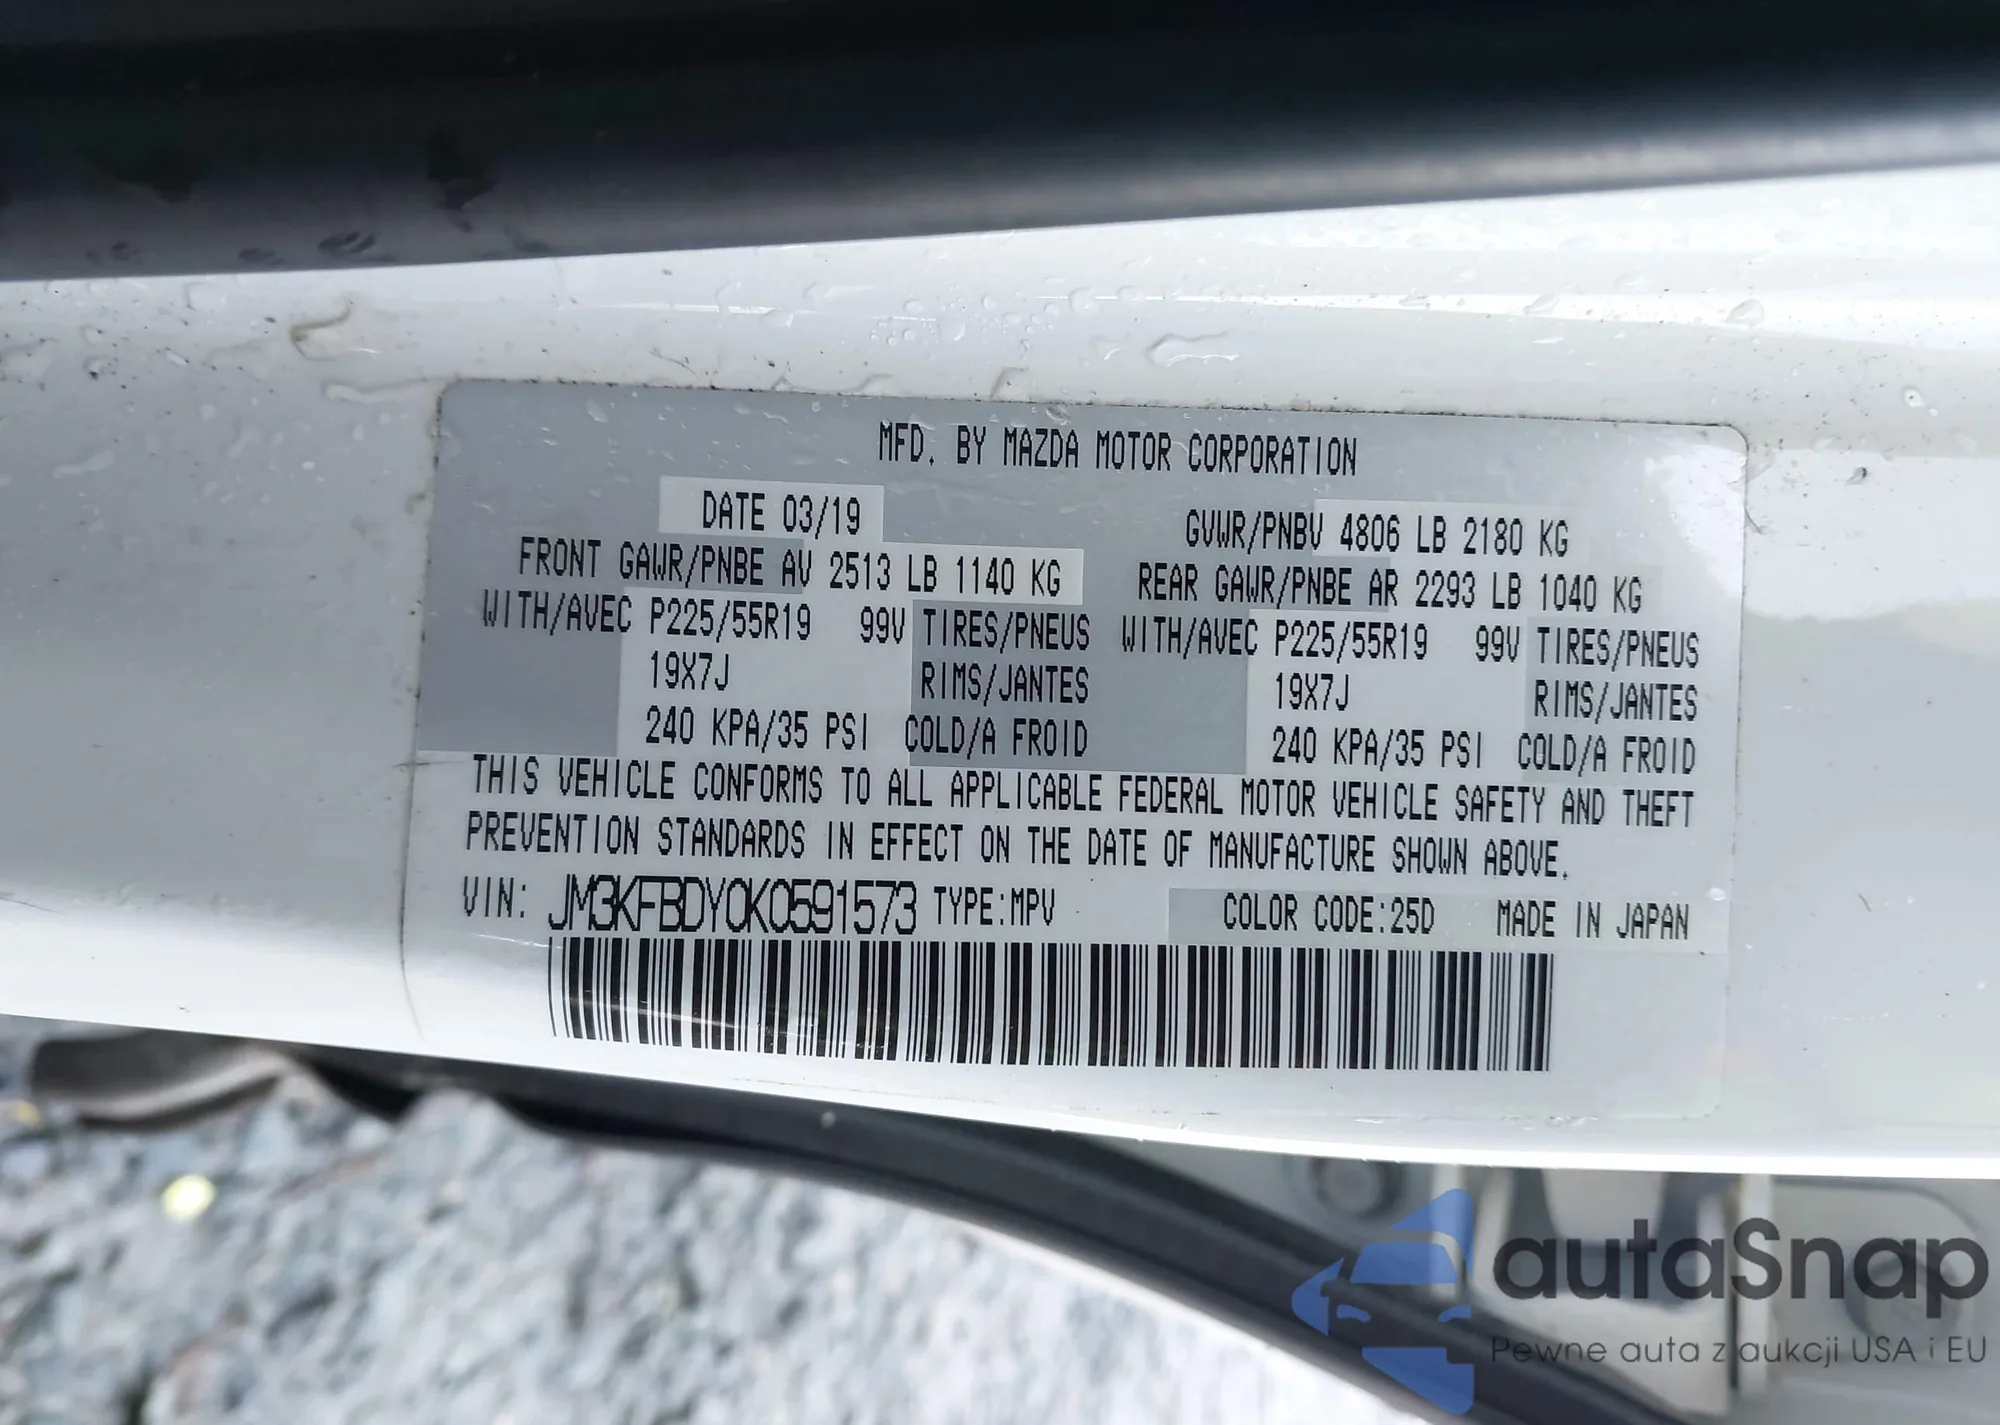 MFD. BY MAZDA MOTOR CORPORATION
DATE 03/19 GVWR/PNBV 4806 LB 2180 KG
FRONT GAWR/PNBE AV 2513 LB 1140 KG REAR GAWR/PNBE AR 2293 LB 1040 KG
WITH/AVEC P225/55R19 99V TIRES/PNEUS WITH/AVEC P225/55R19 99V TIRES/PNEUS
19X7J RIMS/JANTES 19X7J RIMS/JANTES
240 KPA/35 PSI COLD/A FROID 240 KPA/35 PSI COLD/A FROID
THIS VEHICLE CONFORMS TO ALL APPLICABLE FEDERAL MOTOR VEHICLE SAFETY AND THEFT
PREVENTION STANDARDS IN EFFECT ON THE DATE OF MANUFACTURE SHOWN ABOVE.
VIN: JM3KFBDY0K0591573 TYPE:MPV COLOR CODE:25D MADE IN JAPAN
autaSnap
Pewne auta z aukcji USA i EU